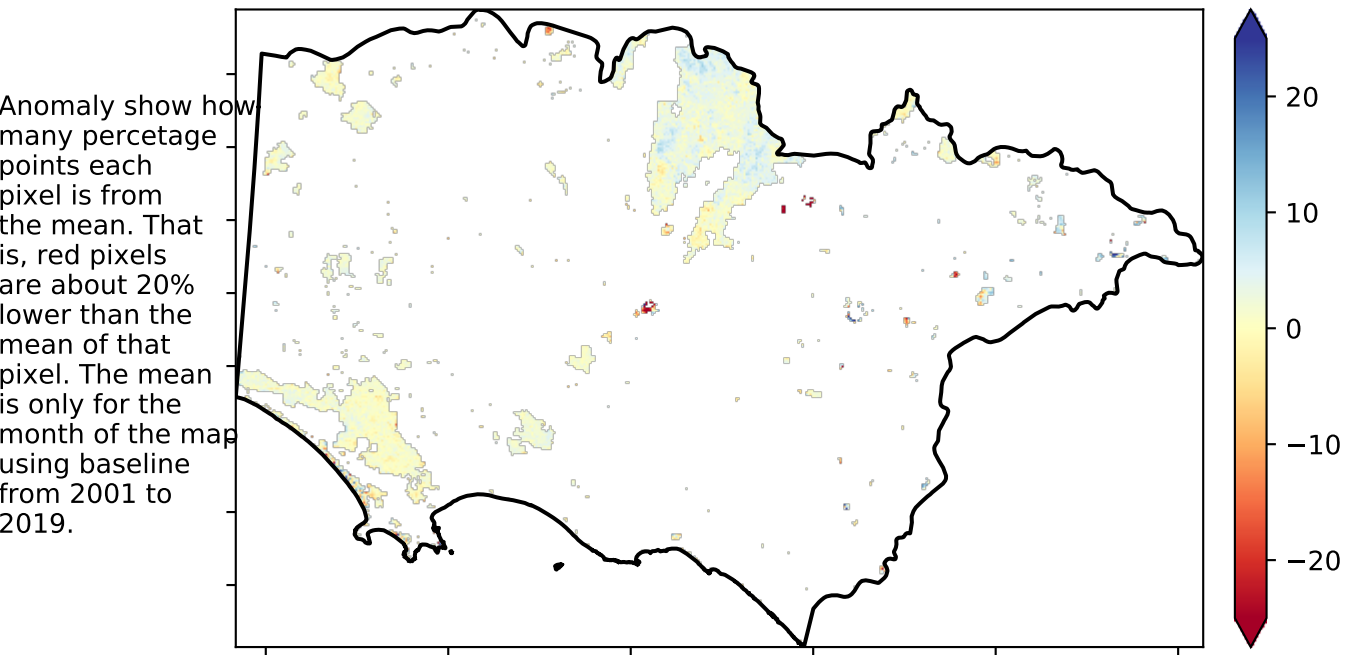 Anomaly show how
many percetage
points each
pixel is from
the mean. That
is, red pixels
are about 20%
lower than the
mean of that
pixel. The mean
is only for the
month of the map
using baseline
from 2001 to
2019.
20
10
0
−10
−20